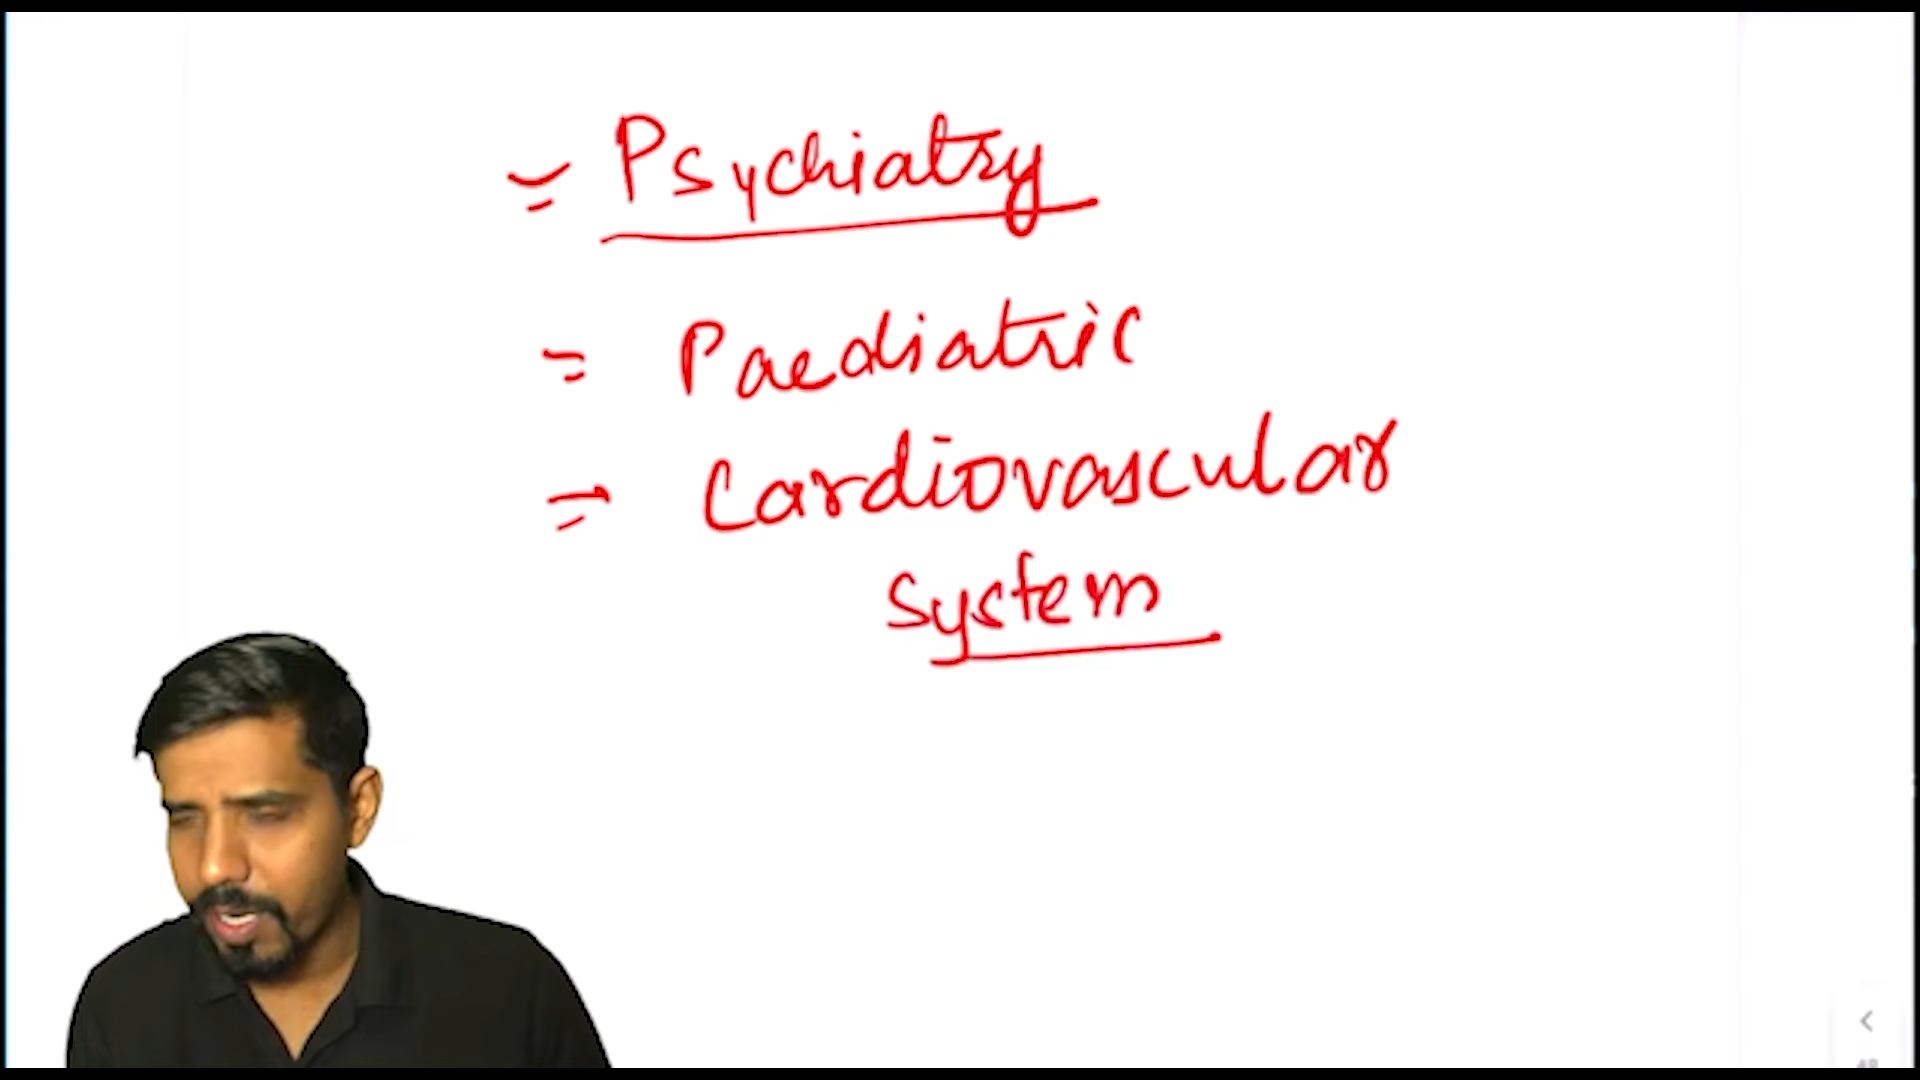 = Psychiatry
= Paediatric
= Cardiovascular
System